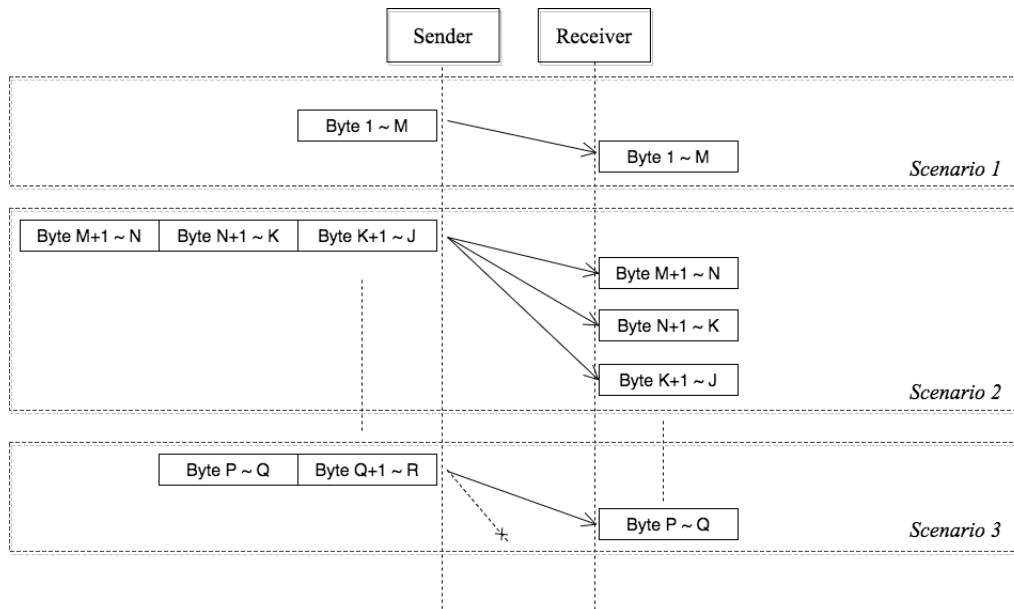 Sender
Receiver
Byte 1 ~ M
Byte 1 ~ M
Scenario 1
Byte M+1 ~ N
Byte N+1 ~ K
Byte K+1 ~ J
Byte M+1 ~ N
Byte N+1 ~ K
Byte K+1 ~ J
Scenario 2
Byte P ~ Q
Byte Q+1 ~ R
Byte P ~ Q
Scenario 3